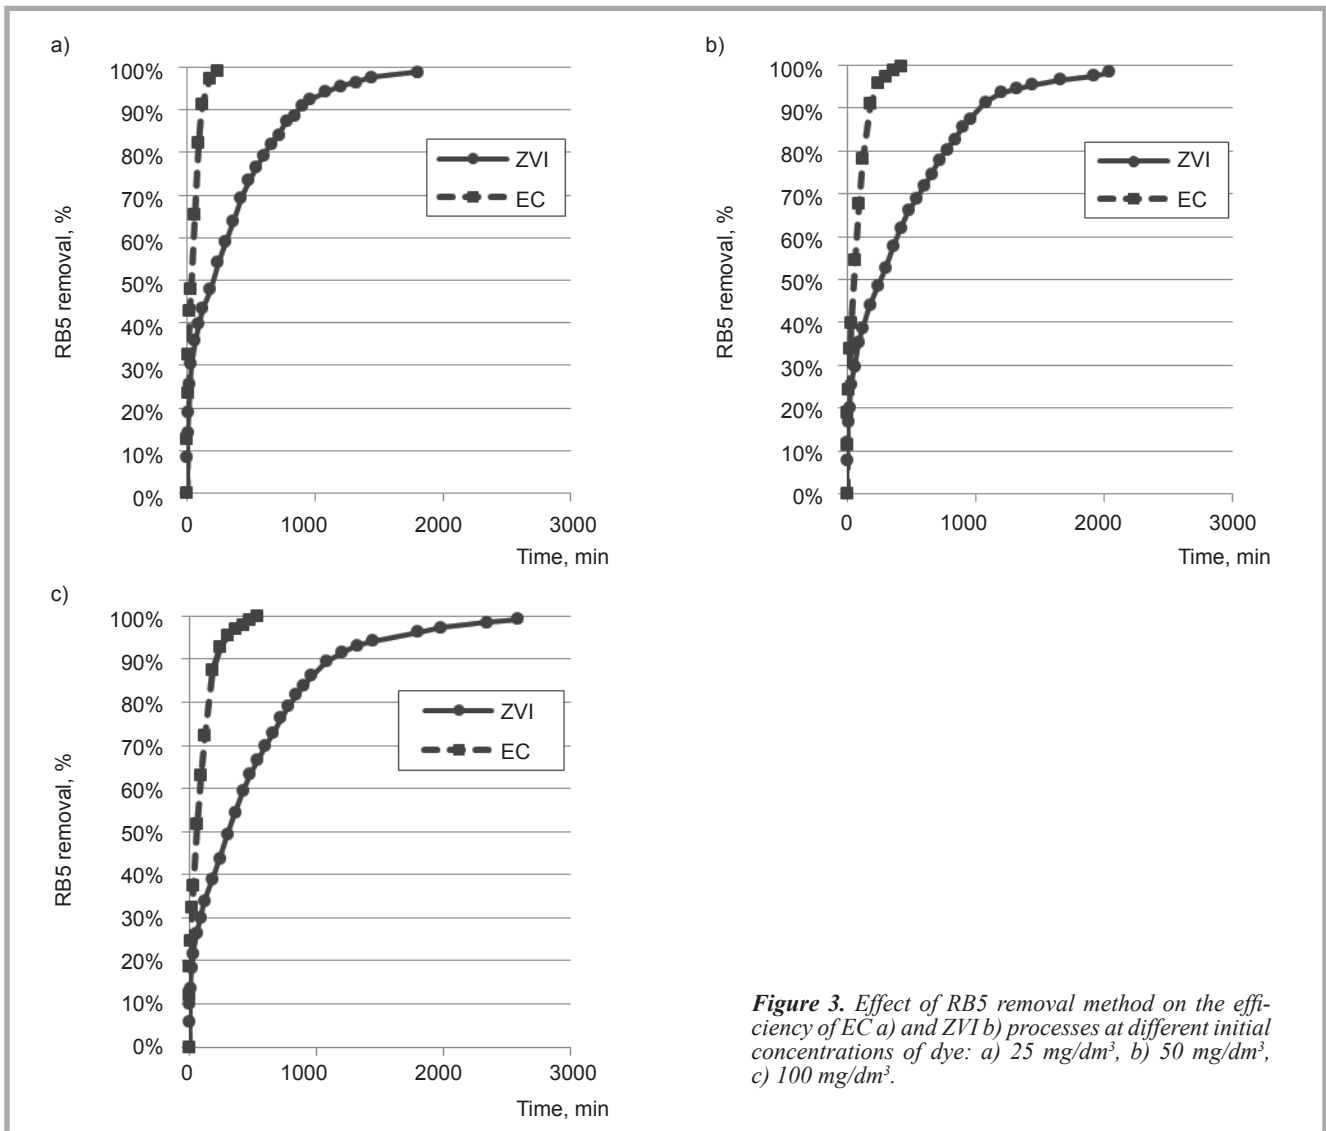 a)
100%
90%
80%
70%
60%
50%
40%
30%
20%
10%
0%
RB5 removal, %
ZVI
EC
0 1000 2000 3000
Time, min
b)
100%
90%
80%
70%
60%
50%
40%
30%
20%
10%
0%
RB5 removal, %
ZVI
EC
0 1000 2000 3000
Time, min
c)
100%
90%
80%
70%
60%
50%
40%
30%
20%
10%
0%
RB5 removal, %
ZVI
EC
0 1000 2000 3000
Time, min
Figure 3. Effect of RB5 removal method on the effi-
ciency of EC a) and ZVI b) processes at different initial
concentrations of dye: a) 25 mg/dm³, b) 50 mg/dm³,
c) 100 mg/dm³.